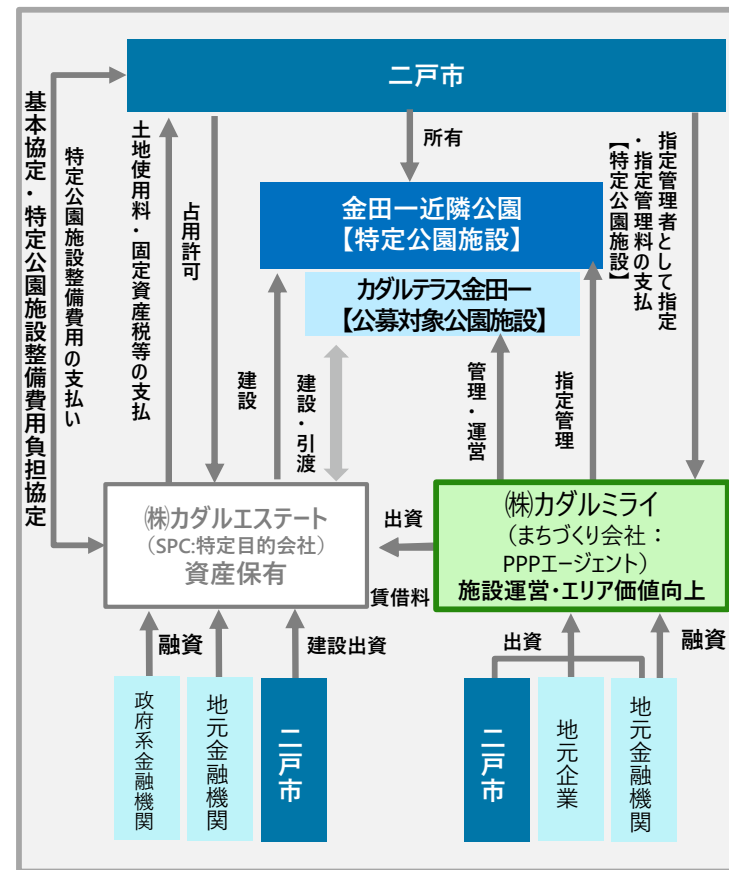 二戸市
基本協定・特定公園施設整備費用負担協定
特定公園施設整備費用の支払い
土地使用料・固定資産税等の支払
占用許可
所有
指定管理者として指定
・指定管理料の支払
【特定公園施設】
金田一近隣公園
【特定公園施設】
カダルテラス金田一
【公募対象公園施設】
建設
建設・引渡
管理・運営
指定管理
㈱カダルエステート
（SPC:特定目的会社）
資産保有
出資
賃借料
㈱カダルミライ
（まちづくり会社：
PPPエージェント）
施設運営・エリア価値向上
融資
建設出資
出資
融資
政府系金融機関
地元金融機関
二戸市
二戸市
地元企業
地元金融機関